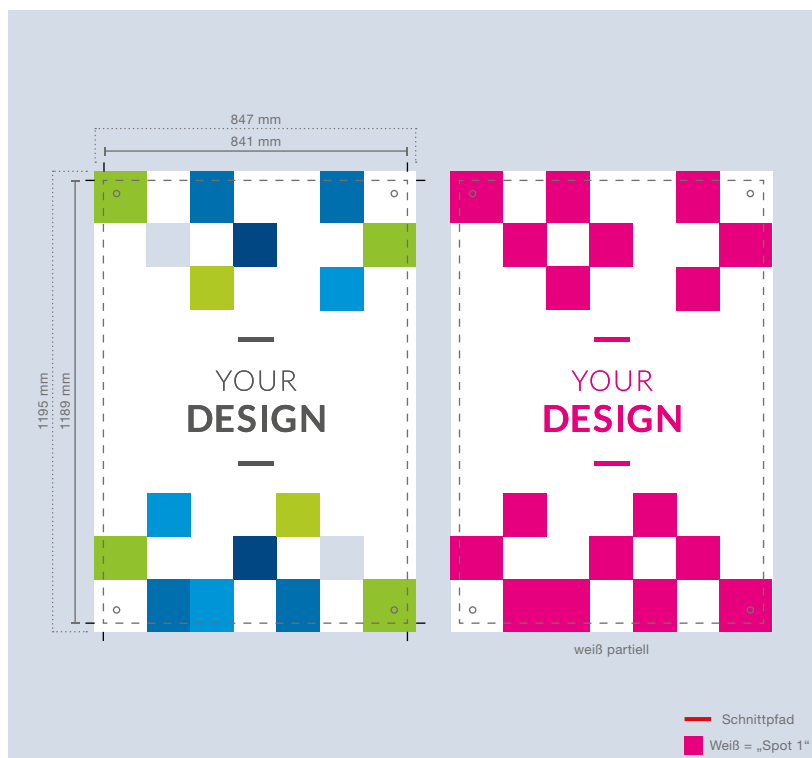 847 mm
841 mm
1195 mm
1189 mm
YOUR
DESIGN
YOUR
DESIGN
weiß partiell
Schnittpfad
Weiß = „Spot 1“